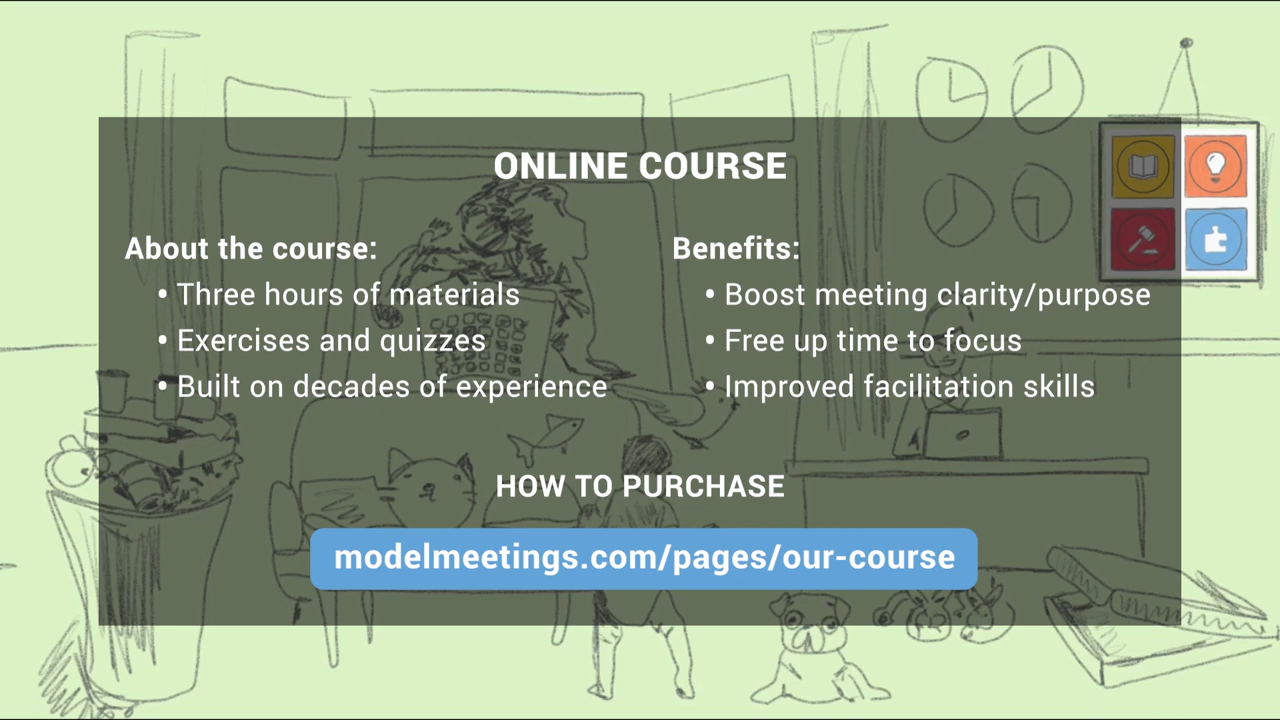 ONLINE COURSE
About the course:
• Three hours of materials
• Exercises and quizzes
• Built on decades of experience
Benefits:
• Boost meeting clarity/purpose
• Free up time to focus
• Improved facilitation skills
HOW TO PURCHASE
modelmeetings.com/pages/our-course